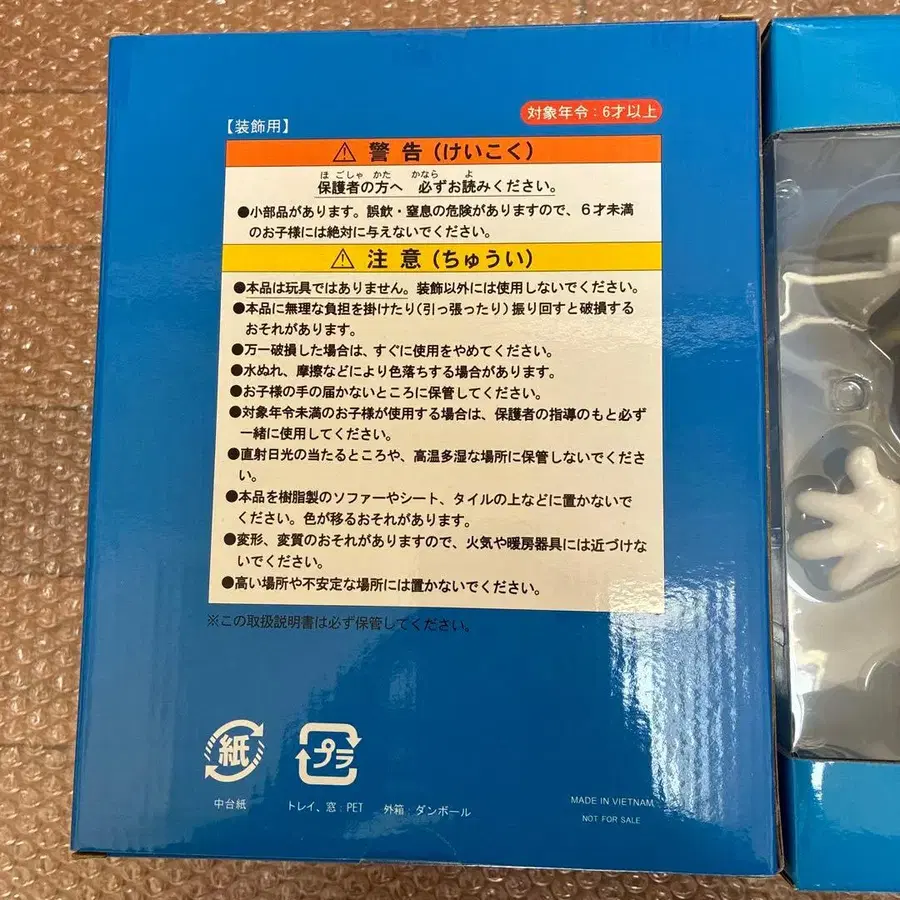 【装飾用】
対象年令：6才以上
⚠ 警告（けいこく）
ほごしゃ かた かなら よ
保護者の方へ 必ずお読みください。
●小部品があります。誤飲・窒息の危険がありますので、6才未満
のお子様には絶対に与えないでください。
⚠ 注意（ちゅうい）
●本品は玩具ではありません。装飾以外には使用しないでください。
●本品に無理な負担を掛けたり（引っ張ったり）振り回すと破損する
おそれがあります。
●万一破損した場合は、すぐに使用をやめてください。
●水ぬれ、摩擦などにより色落ちする場合があります。
●お子様の手の届かないところに保管してください。
●対象年令未満のお子様が使用する場合は、保護者の指導のもと必ず
一緒に使用してください。
●直射日光の当たるところや、高温多湿な場所に保管しないでくださ
い。
●本品を樹脂製のソファーやシート、タイルの上などに置かないで
ください。色が移るおそれがあります。
●変形、変質のおそれがありますので、火気や暖房器具には近づけな
いでください。
●高い場所や不安定な場所には置かないでください。
※この取扱説明書は必ず保管してください。
紙
プラ
中台紙
トレイ、窓：PET 外箱：ダンボール
MADE IN VIETNAM
NOT FOR SALE